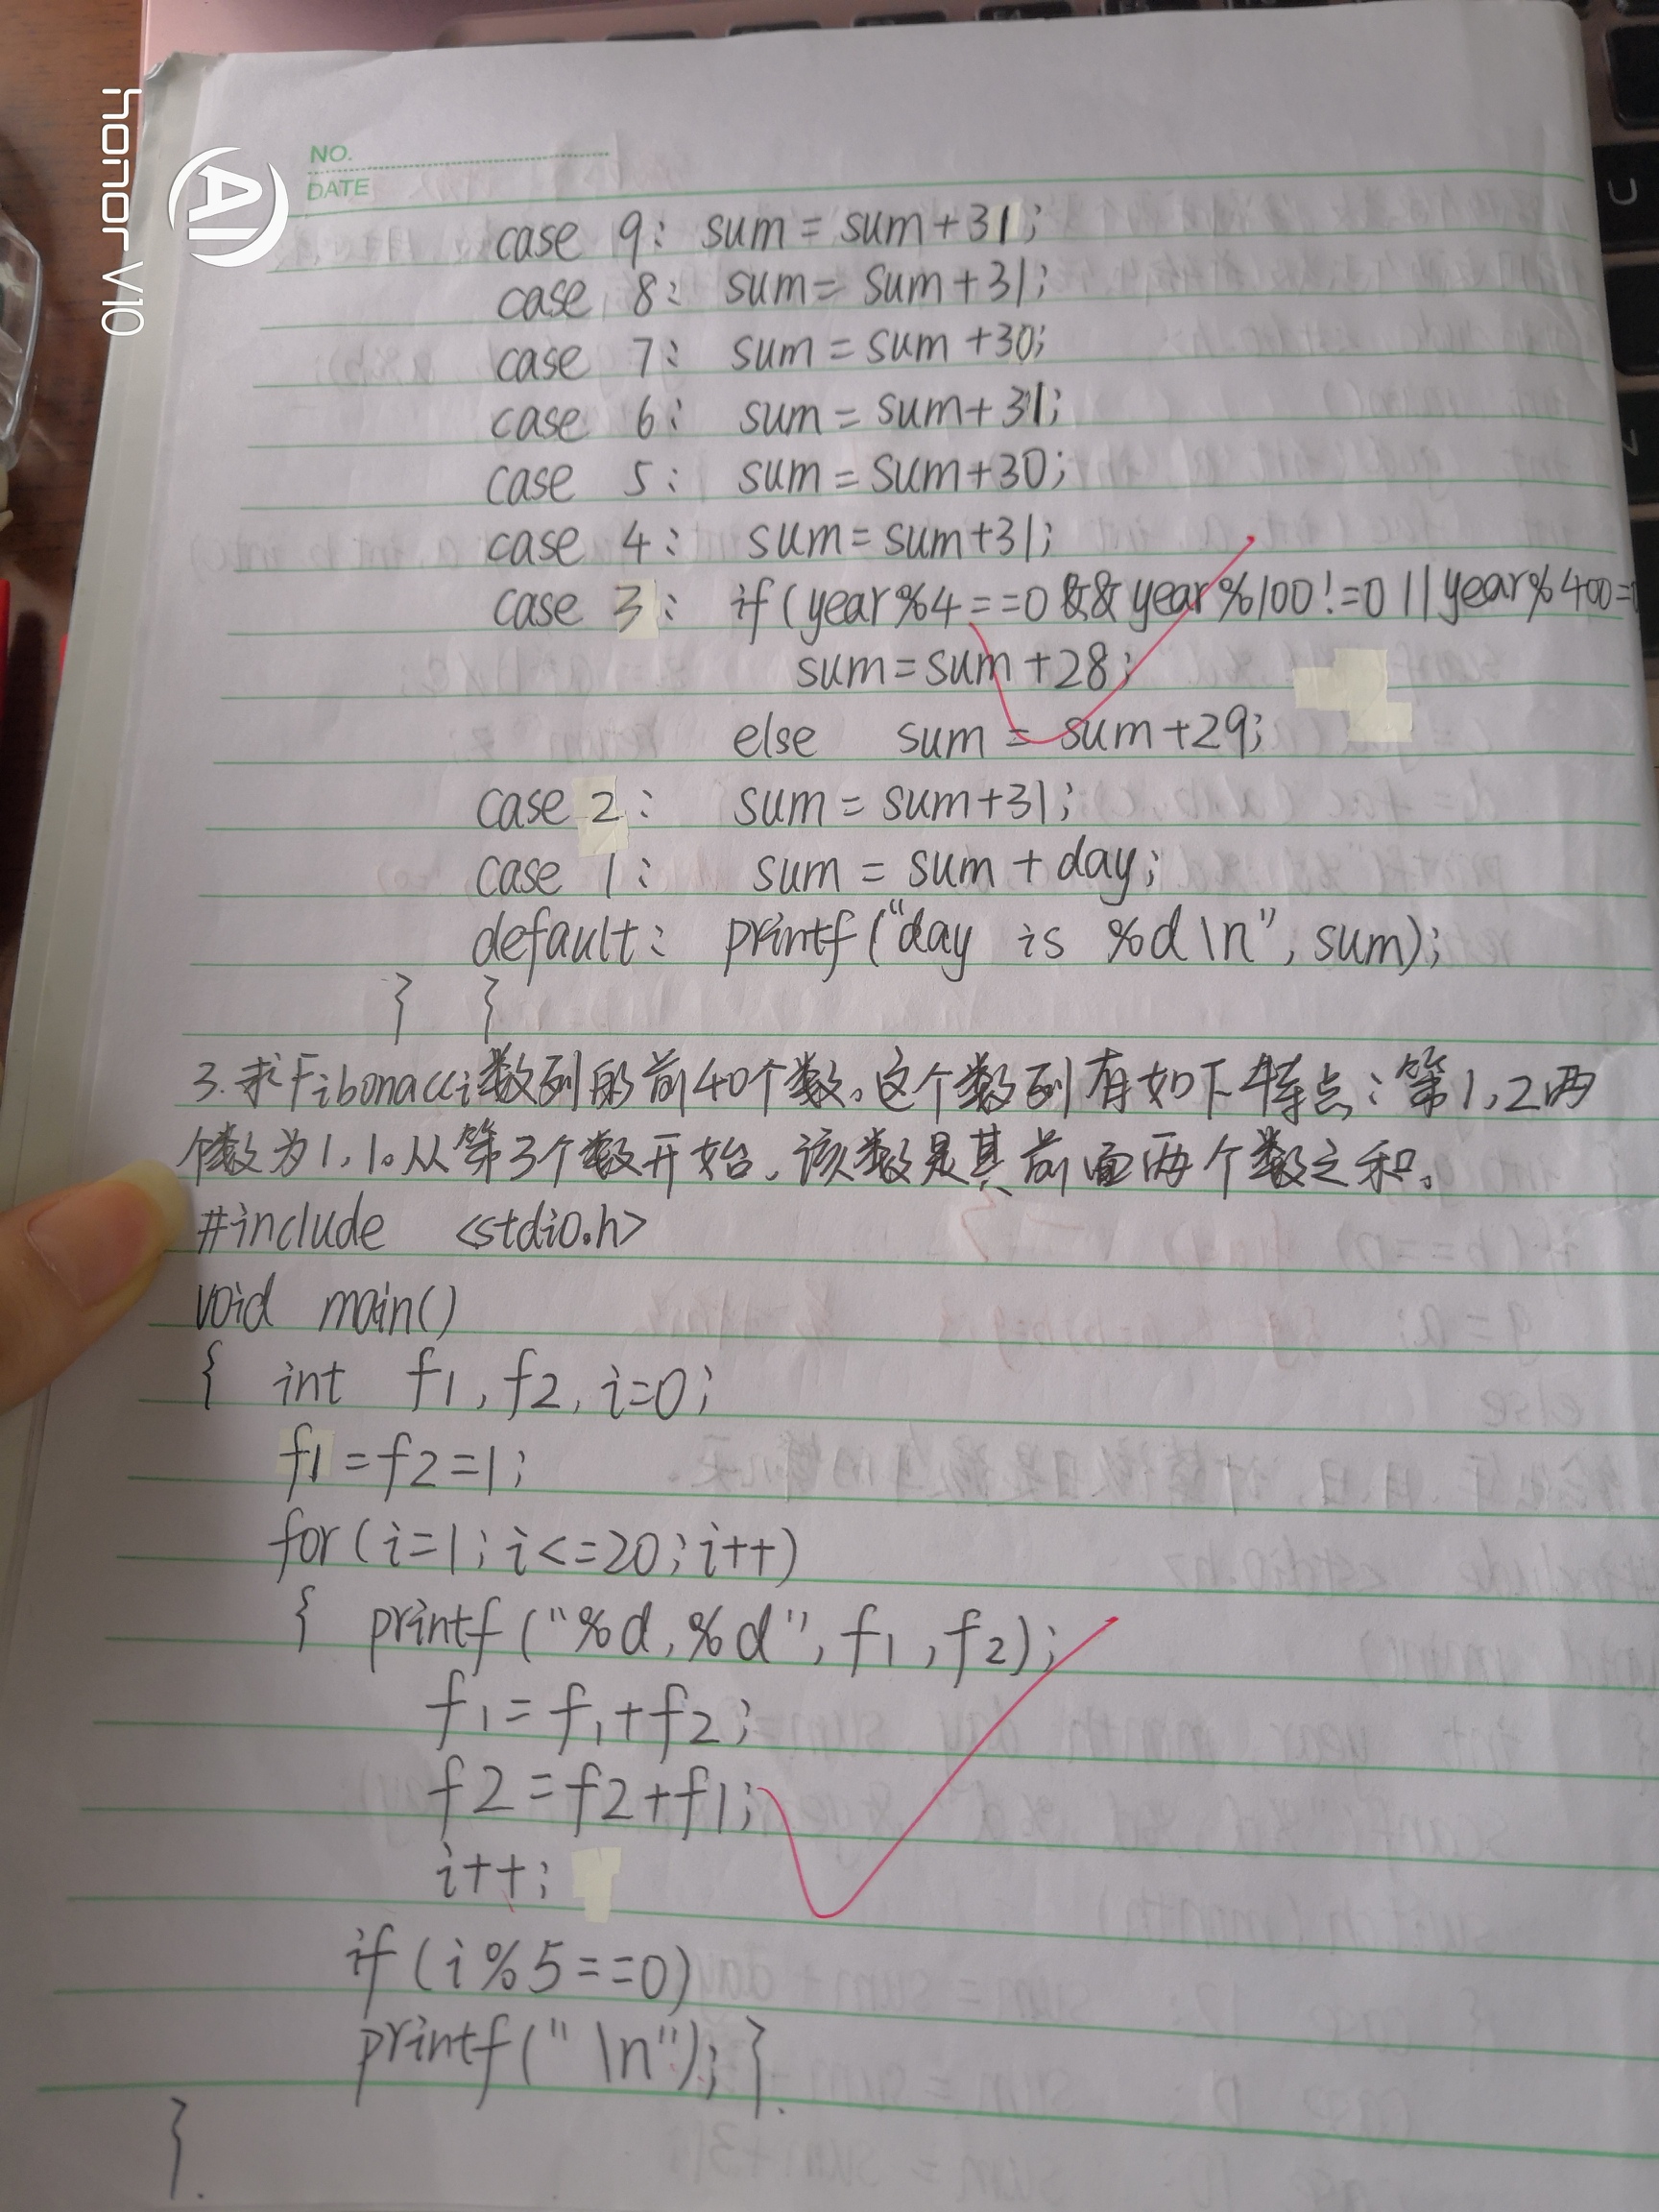 honor V10
AI
NO.
DATE
case 9: sum = sum+31;
case 8: sum = sum+31;
case 7: sum = sum +30;
case 6: sum = sum+31;
case 5: sum = sum+30;
case 4: sum = sum+31;
case 3: if (year%4==0 && year%100!=0 || year%400=
sum=sum+28;
else sum = sum+29;
case 2: sum = sum+31;
case 1: sum = sum + day;
default: printf("day is %d\n", sum);
} }
3.求Fibonacci数列的前40个数。这个数列有如下特点:第1,2两
个数为1,1。从第3个数开始,该数是其前面两个数之和。
#include <stdio.h>
void main()
{ int f1,f2,i=0;
f1=f2=1;
for(i=1;i<=20;i++)
{ printf("%d,%d",f1,f2);
f1=f1+f2;
f2=f2+f1;
i++;
if(i%5==0)
printf("\n");}
}